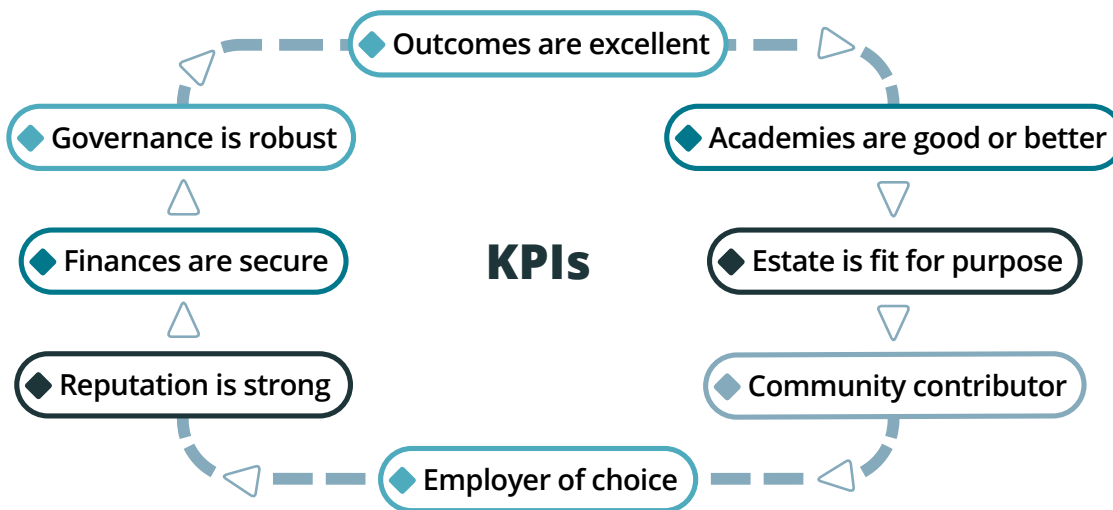 Outcomes are excellent
Governance is robust
Academies are good or better
Finances are secure
KPIs
Estate is fit for purpose
Reputation is strong
Community contributor
Employer of choice